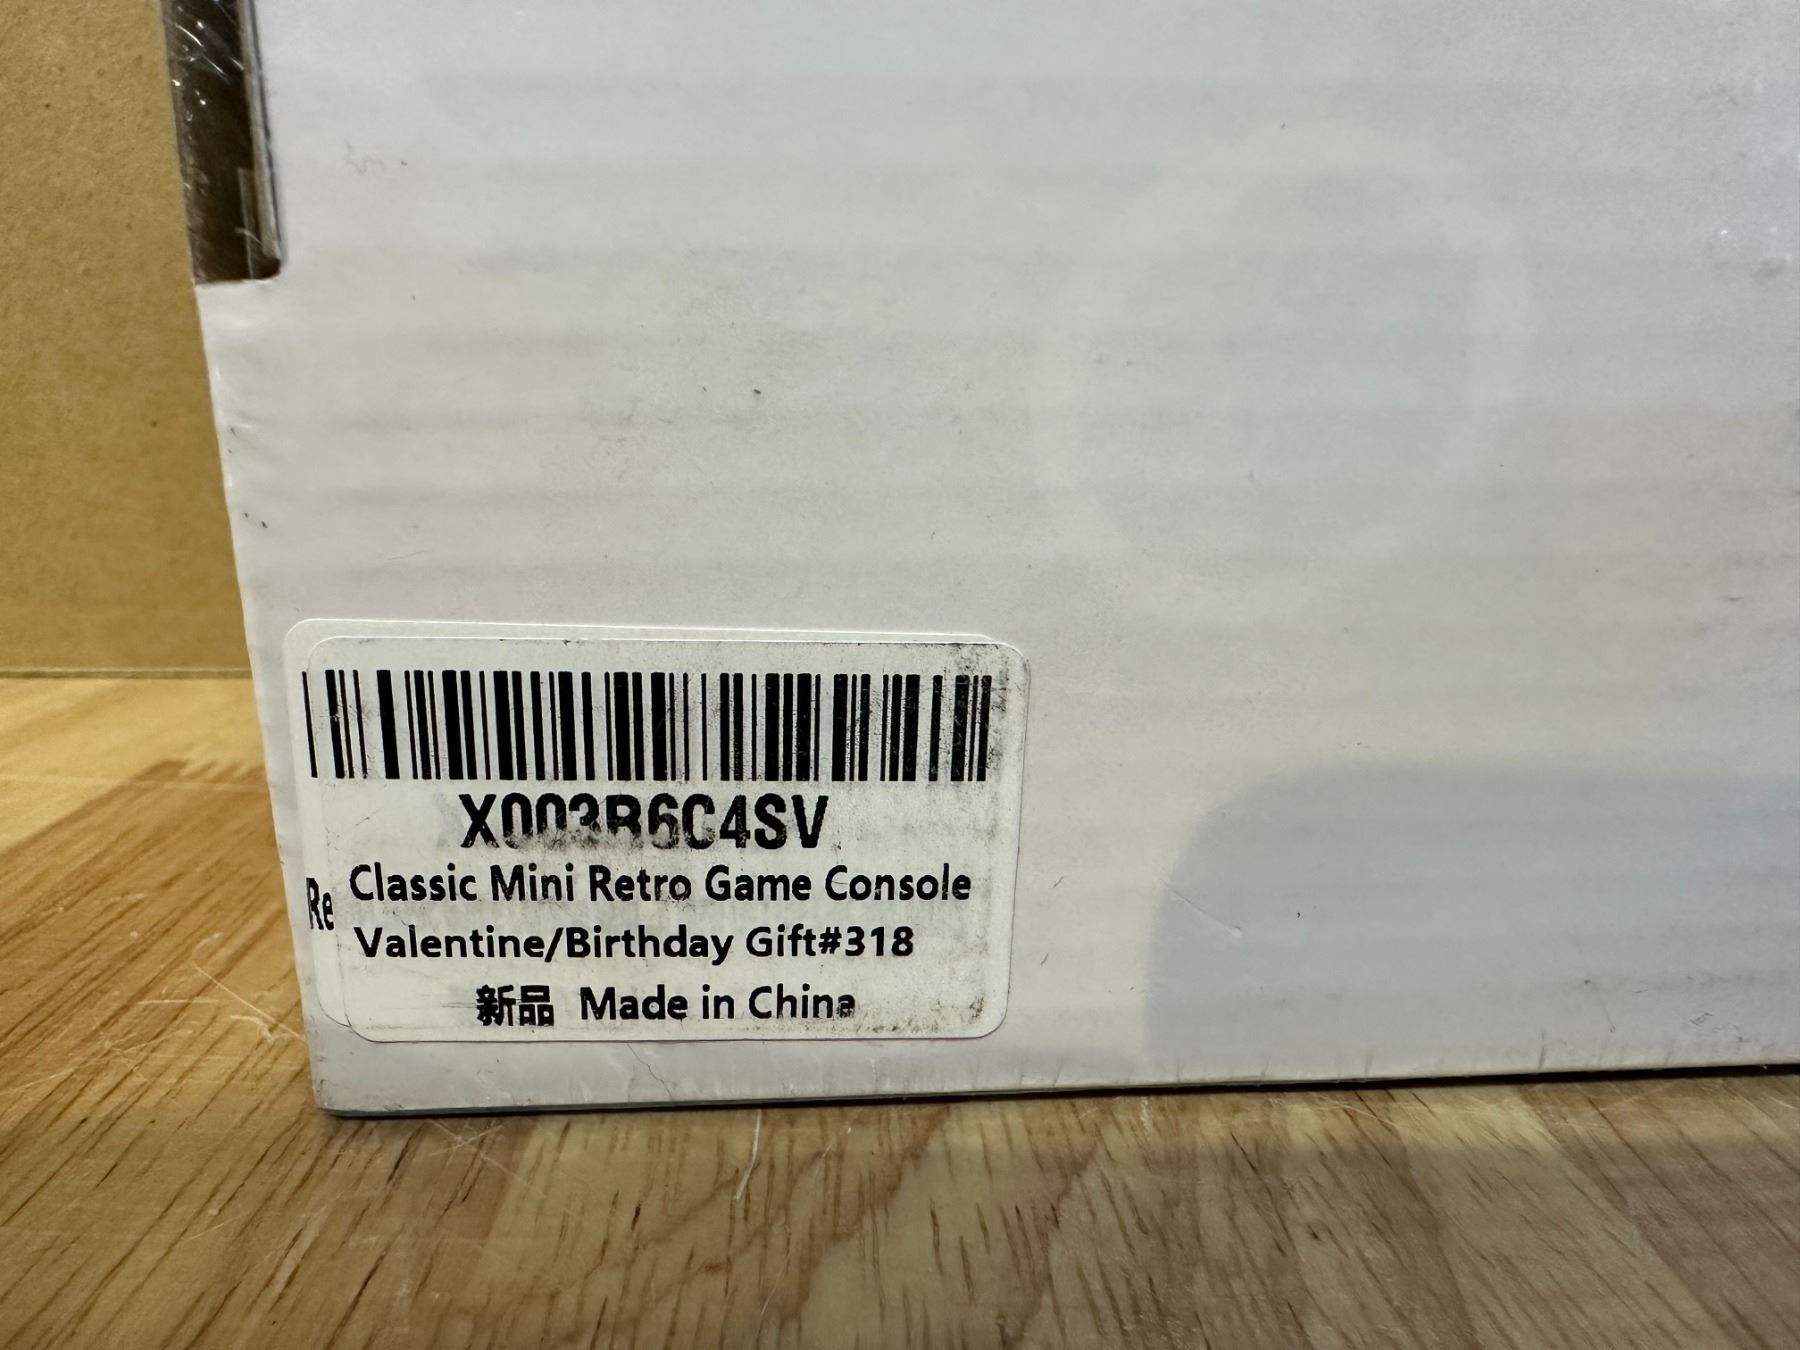 X003B6C4SV
Re
Classic Mini Retro Game Console
Valentine/Birthday Gift#318
新品 Made in China